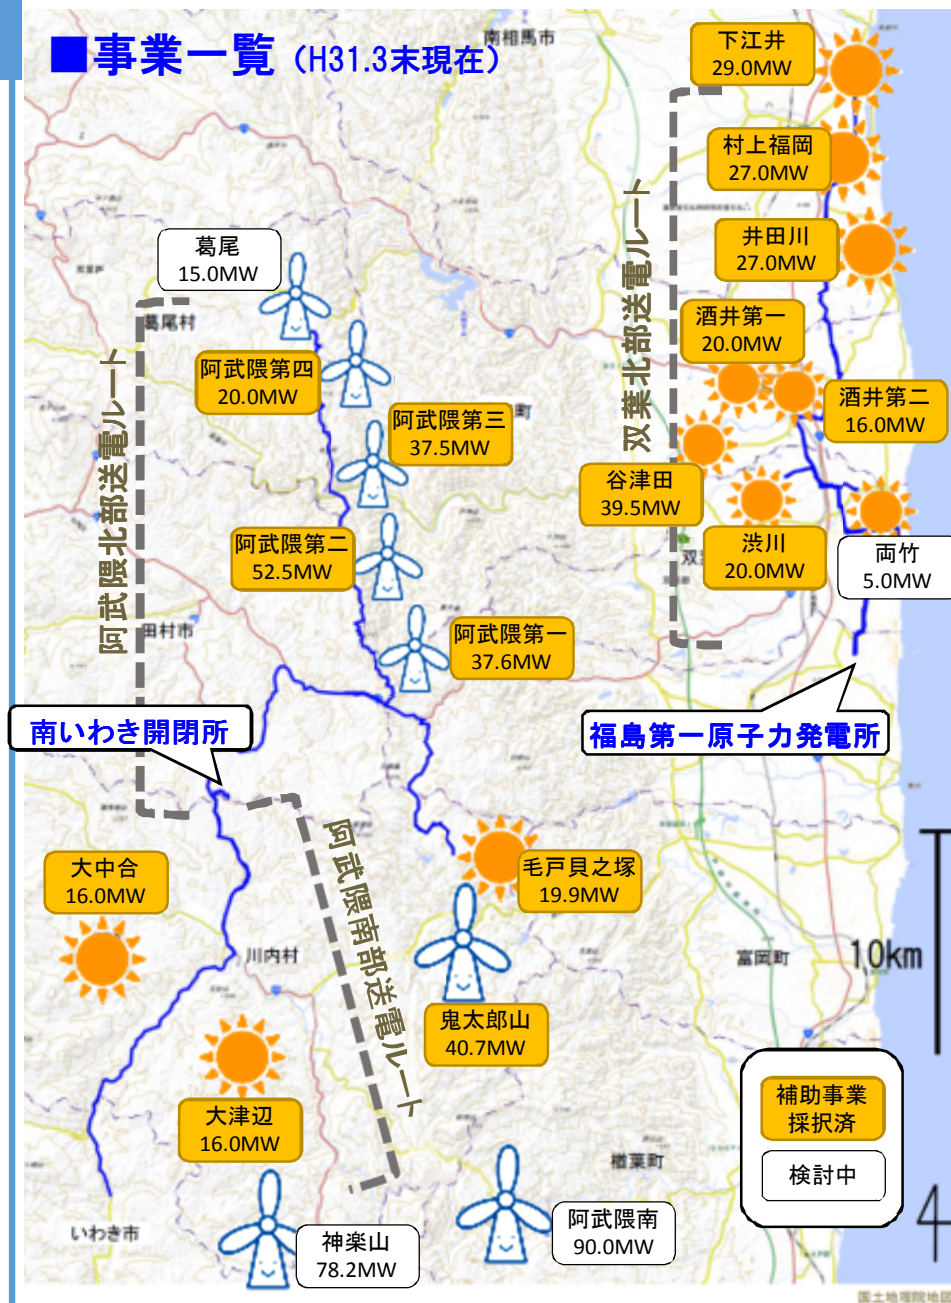 ■事業一覧（H31.3末現在）
南相馬市
下江井
29.0MW
村上福岡
27.0MW
井田川
27.0MW
葛尾
15.0MW
葛尾村
双葉北部送電ルート
酒井第一
20.0MW
酒井第二
16.0MW
阿武隈第四
20.0MW
阿武隈第三
37.5MW
町
谷津田
39.5MW
渋川
20.0MW
両竹
5.0MW
阿武隈北部送電ルート
阿武隈第二
52.5MW
阿武隈第一
37.6MW
田村市
南いわき開閉所
福島第一原子力発電所
大中合
16.0MW
毛戸貝之塚
19.9MW
阿武隈南部送電ルート
川内村
富岡町
10km
鬼太郎山
40.7MW
大津辺
16.0MW
補助事業
採択済
検討中
楢葉町
いわき市
神楽山
78.2MW
阿武隈南
90.0MW
4
国土地理院地図